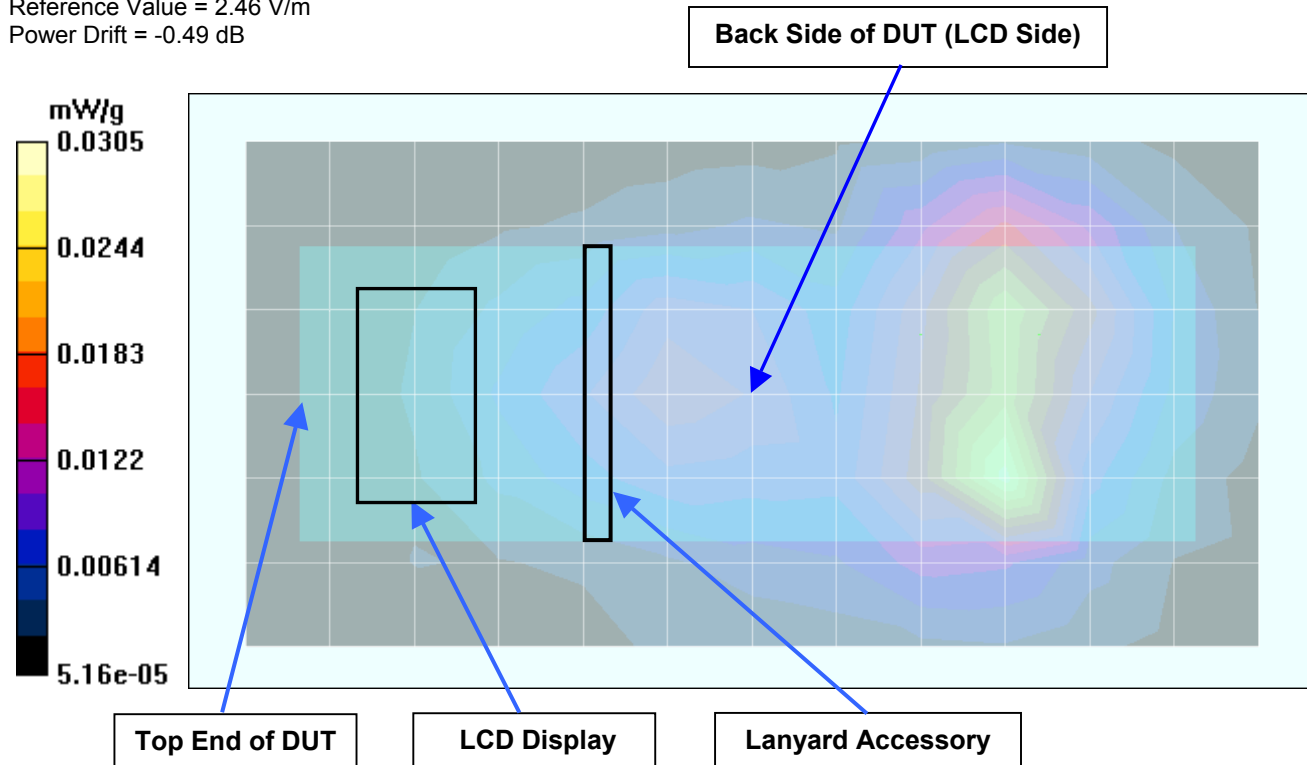 Reference Value = 2.46 V/m
Power Drift = -0.49 dB
Back Side of DUT (LCD Side)
mW/g
0.0305
0.0244
0.0183
0.0122
0.00614
5.16e-05
Top End of DUT
LCD Display
Lanyard Accessory